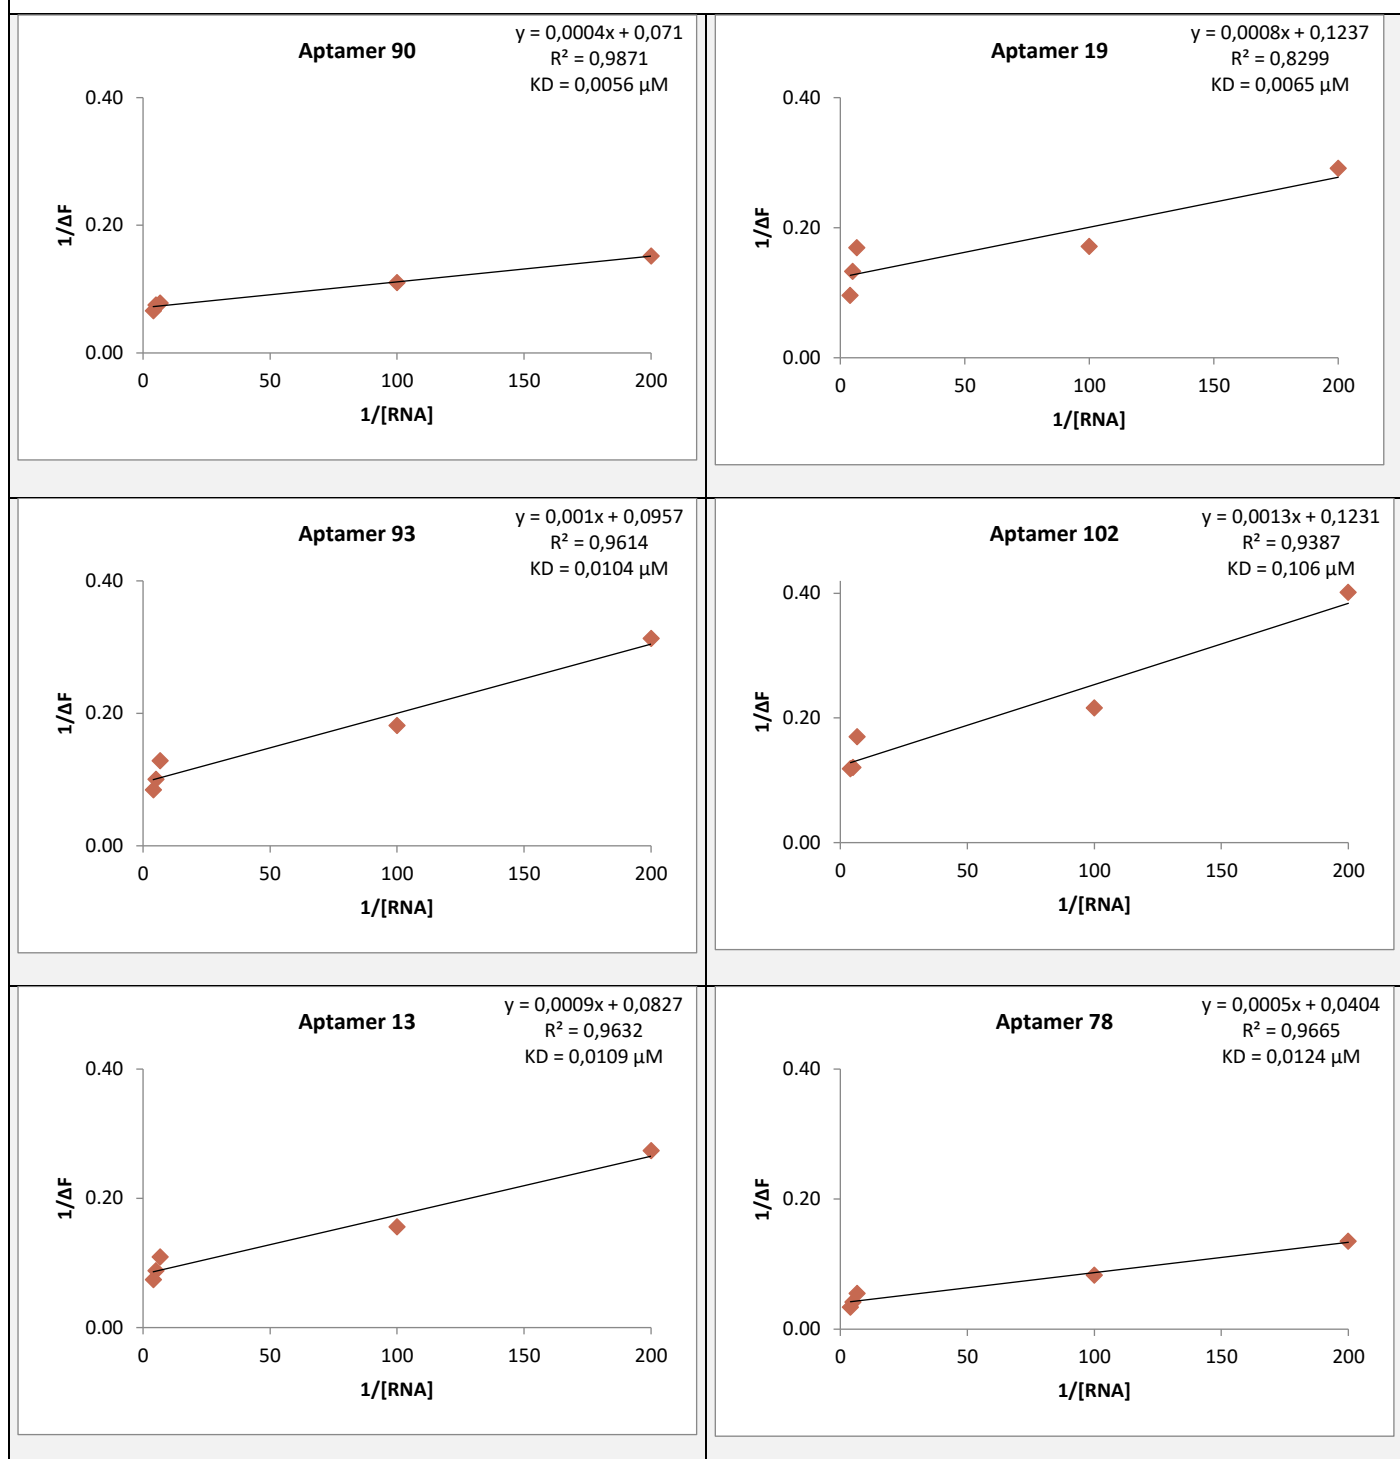 Aptamer 90
y = 0,0004x + 0,071
R² = 0,9871
KD = 0,0056 µM
0.40
0.20
0.00
1/ΔF
0 50 100 150 200
1/[RNA]
Aptamer 19
y = 0,0008x + 0,1237
R² = 0,8299
KD = 0,0065 µM
0.40
0.20
0.00
1/ΔF
0 50 100 150 200
1/[RNA]
Aptamer 93
y = 0,001x + 0,0957
R² = 0,9614
KD = 0,0104 µM
0.40
0.20
0.00
1/ΔF
0 50 100 150 200
1/[RNA]
Aptamer 102
y = 0,0013x + 0,1231
R² = 0,9387
KD = 0,106 µM
0.40
0.20
0.00
1/ΔF
0 50 100 150 200
1/[RNA]
Aptamer 13
y = 0,0009x + 0,0827
R² = 0,9632
KD = 0,0109 µM
0.40
0.20
0.00
1/ΔF
0 50 100 150 200
1/[RNA]
Aptamer 78
y = 0,0005x + 0,0404
R² = 0,9665
KD = 0,0124 µM
0.40
0.20
0.00
1/ΔF
0 50 100 150 200
1/[RNA]